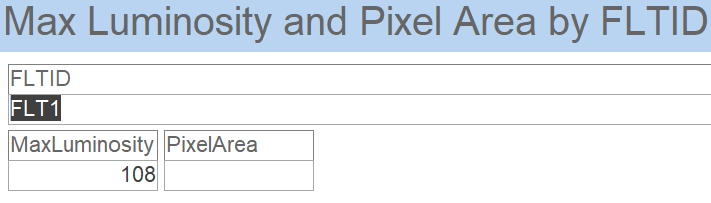 Max Luminosity and Pixel Area by FLTID
FLTID
FLT1
MaxLuminosity PixelArea
108